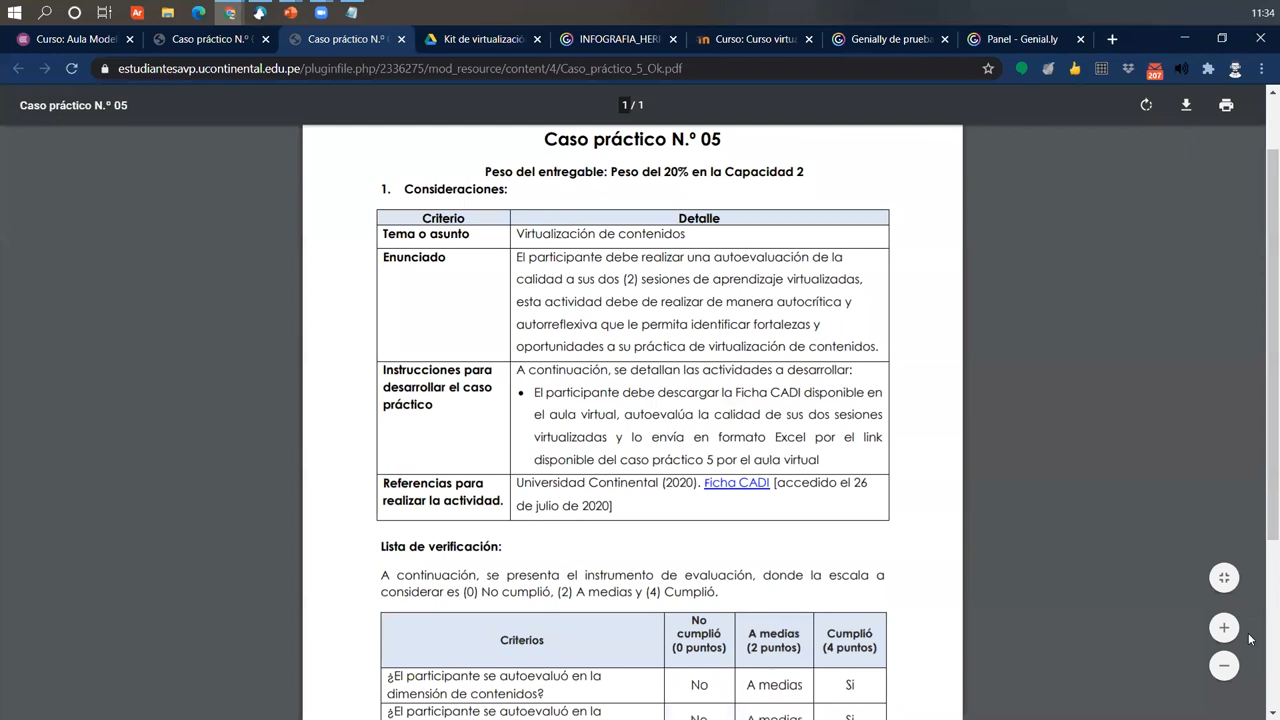 11:34
Curso: Aula Model
Caso práctico N.º 0
Caso práctico N.º 0
Kit de virtualizació
INFOGRAFIA_HERR
Curso: Curso virtua
Genially de prueba
Panel - Genial.ly
estudiantesavp.ucontinental.edu.pe/pluginfile.php/2336275/mod_resource/content/4/Caso_práctico_5_Ok.pdf
207
Caso práctico N.º 05
1 / 1
Caso práctico N.º 05
Peso del entregable: Peso del 20% en la Capacidad 2
1. Consideraciones:
Criterio Detalle
Tema o asunto Virtualización de contenidos
Enunciado El participante debe realizar una autoevaluación de la
calidad a sus dos (2) sesiones de aprendizaje virtualizadas,
esta actividad debe de realizar de manera autocrítica y
autorreflexiva que le permita identificar fortalezas y
oportunidades a su práctica de virtualización de contenidos.
Instrucciones para
desarrollar el caso
práctico
A continuación, se detallan las actividades a desarrollar:
• El participante debe descargar la Ficha CADI disponible en
el aula virtual, autoevalúa la calidad de sus dos sesiones
virtualizadas y lo envía en formato Excel por el link
disponible del caso práctico 5 por el aula virtual
Referencias para
realizar la actividad.
Universidad Continental (2020). Ficha CADI [accedido el 26
de julio de 2020]
Lista de verificación:
A continuación, se presenta el instrumento de evaluación, donde la escala a
considerar es (0) No cumplió, (2) A medias y (4) Cumplió.
Criterios
No
cumplió
(0 puntos)
A medias
(2 puntos)
Cumplió
(4 puntos)
¿El participante se autoevaluó en la
dimensión de contenidos?
No A medias Si
¿El participante se autoevaluó en la
No A medias Si